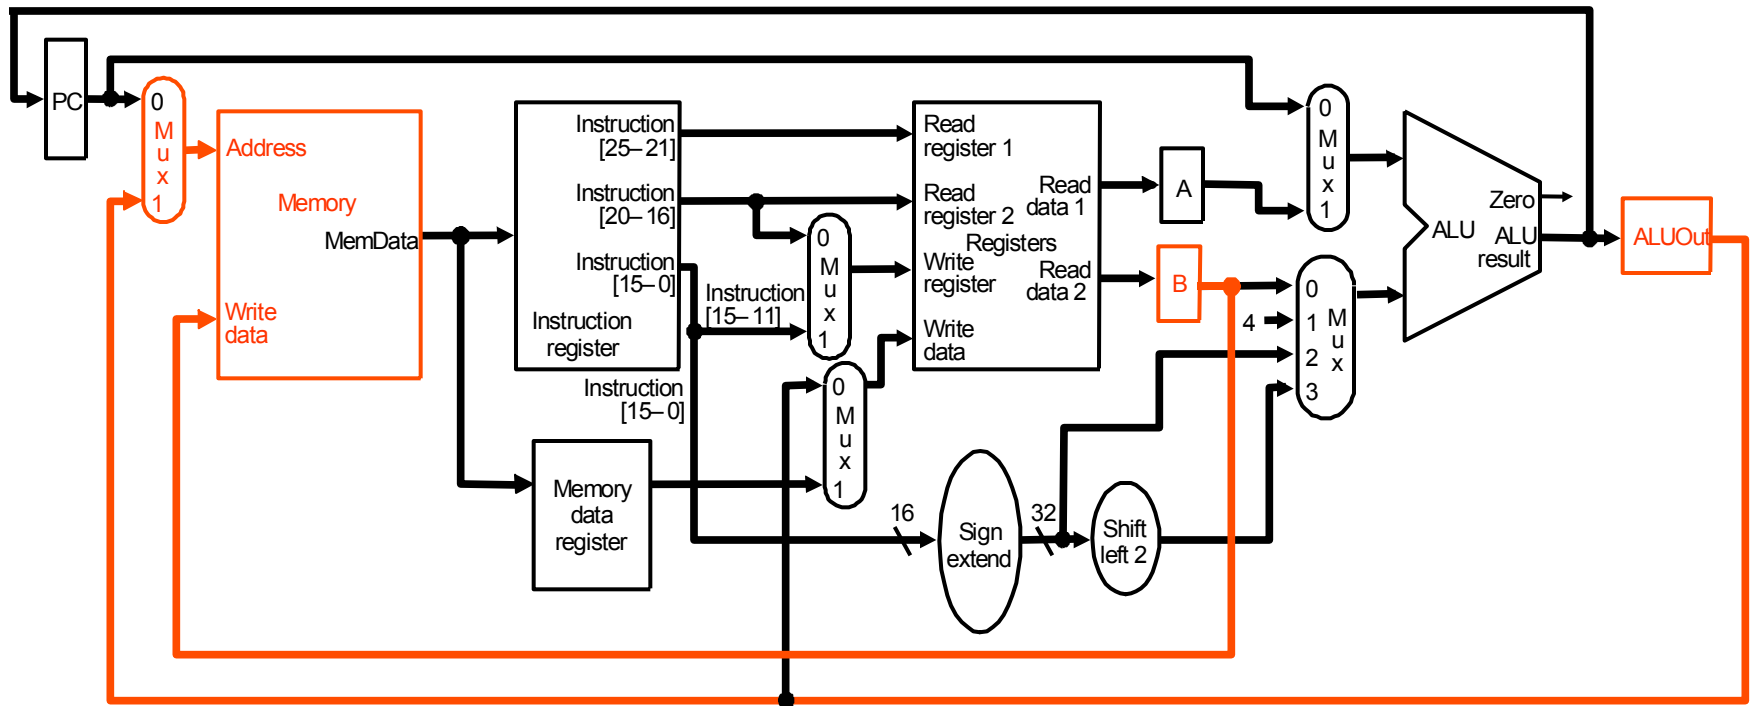 PC
0
M
u
x
1
Address
Memory
MemData
Write
data
Instruction
[25–21]
Instruction
[20–16]
Instruction
[15–0]
Instruction
register
Instruction
[15–11]
Instruction
[15–0]
0
M
u
x
1
0
M
u
x
1
Memory
data
register
Read
register 1
Read
register 2
Registers
Write
register
Write
data
Read
data 1
Read
data 2
A
B
16
Sign
extend
32
Shift
left 2
0
M
u
x
1
4
0
1
2
3
M
u
x
Zero
ALU
ALU
result
ALUOut